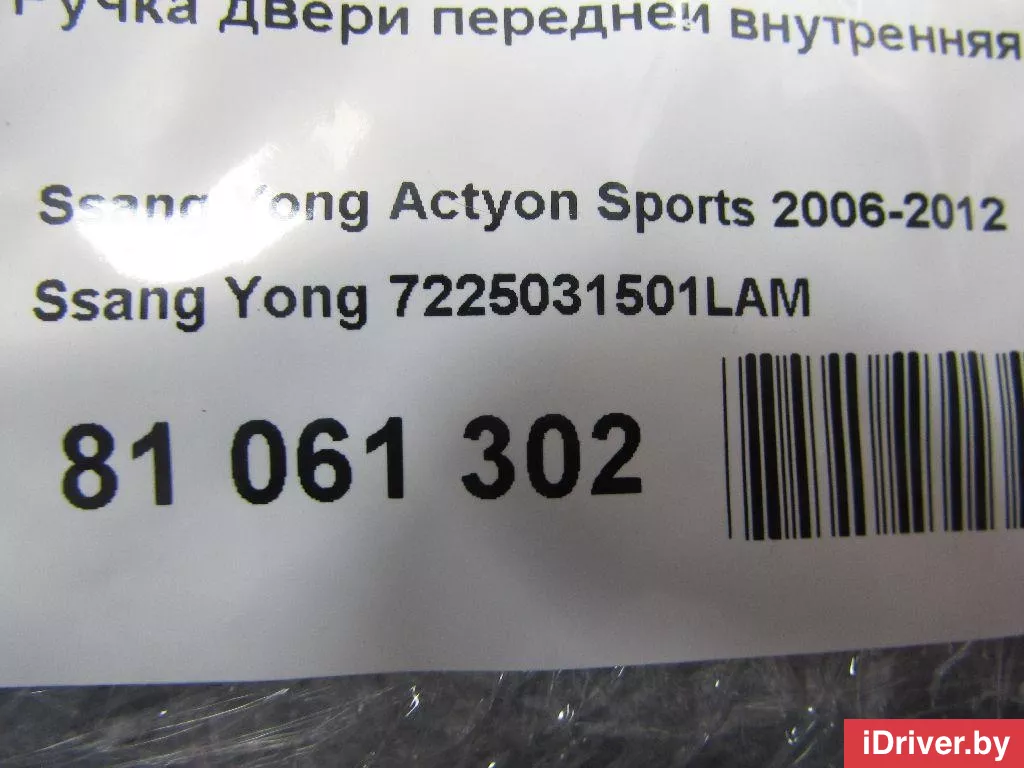 Ручка двери передней внутренняя
Ssang Yong Actyon Sports 2006-2012
Ssang Yong 7225031501LAM
81 061 302
iDriver.by